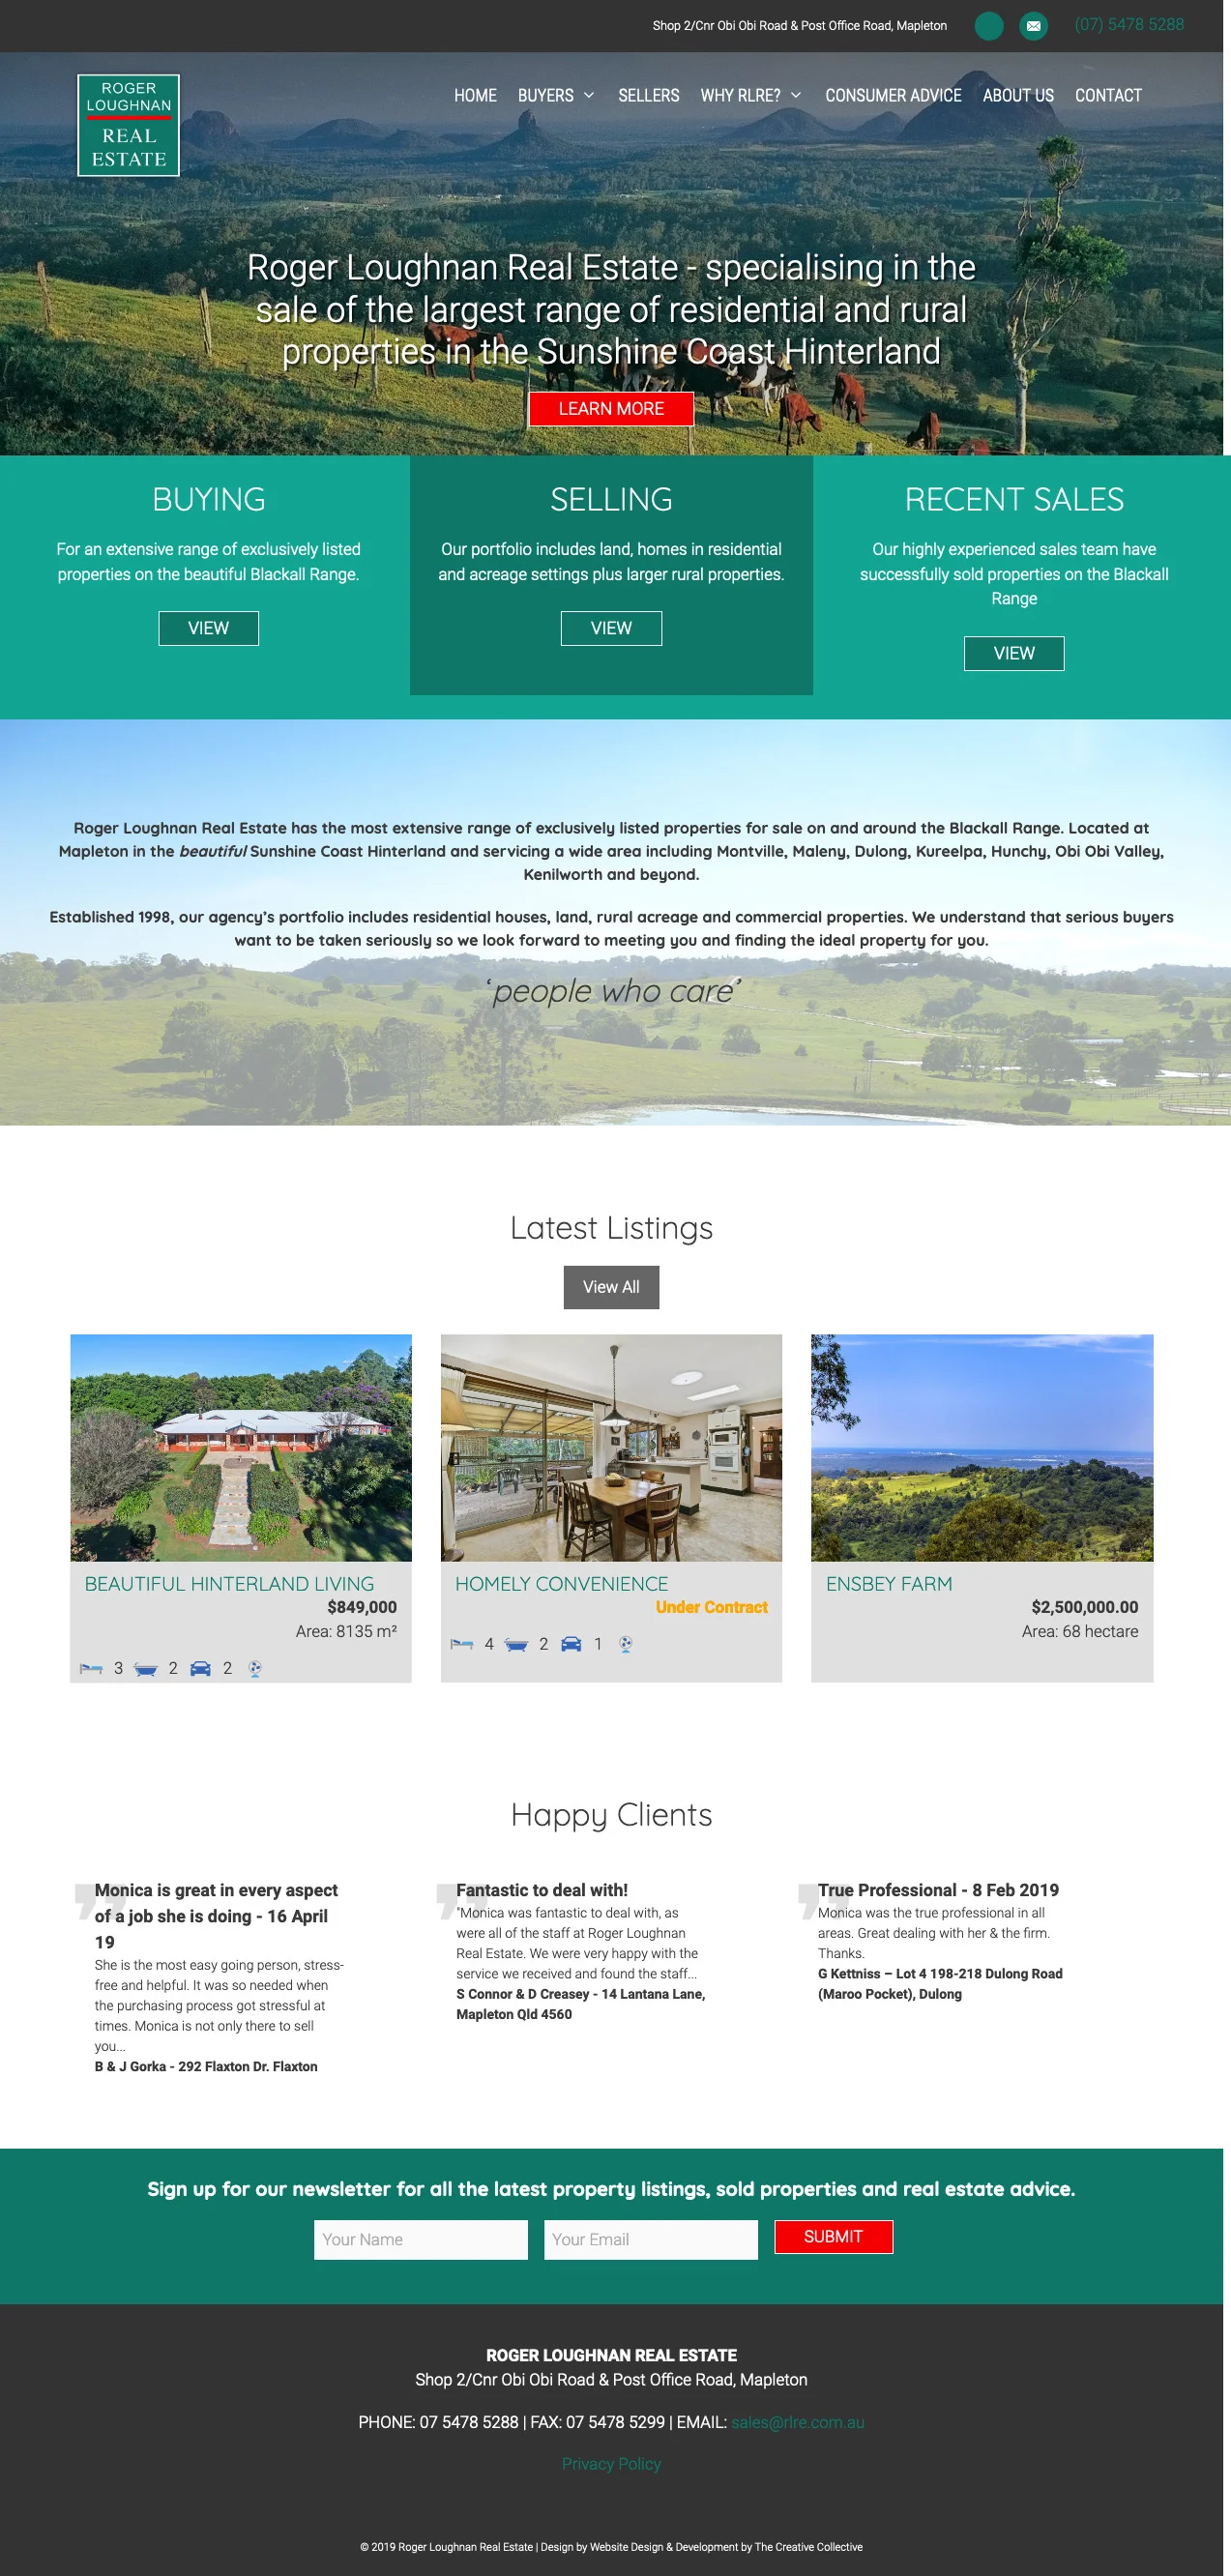 Shop 2/Cnr Obi Obi Road & Post Office Road, Mapleton
(07) 5478 5288
ROGER
LOUGHNAN
REAL
ESTATE
HOME BUYERS SELLERS WHY RLRE? CONSUMER ADVICE ABOUT US CONTACT
Roger Loughnan Real Estate - specialising in the
sale of the largest range of residential and rural
properties in the Sunshine Coast Hinterland
LEARN MORE
BUYING
For an extensive range of exclusively listed
properties on the beautiful Blackall Range.
VIEW
SELLING
Our portfolio includes land, homes in residential
and acreage settings plus larger rural properties.
VIEW
RECENT SALES
Our highly experienced sales team have
successfully sold properties on the Blackall
Range
VIEW
Roger Loughnan Real Estate has the most extensive range of exclusively listed properties for sale on and around the Blackall Range. Located at
Mapleton in the beautiful Sunshine Coast Hinterland and servicing a wide area including Montville, Maleny, Dulong, Kureelpa, Hunchy, Obi Obi Valley,
Kenilworth and beyond.
Established 1998, our agency’s portfolio includes residential houses, land, rural acreage and commercial properties. We understand that serious buyers
want to be taken seriously so we look forward to meeting you and finding the ideal property for you.
‘people who care’
Latest Listings
View All
BEAUTIFUL HINTERLAND LIVING
$849,000
Area: 8135 m²
3 2 2
HOMELY CONVENIENCE
Under Contract
4 2 1
ENSBEY FARM
$2,500,000.00
Area: 68 hectare
Happy Clients
Monica is great in every aspect
of a job she is doing - 16 April
19
She is the most easy going person, stress-
free and helpful. It was so needed when
the purchasing process got stressful at
times. Monica is not only there to sell
you...
B & J Gorka - 292 Flaxton Dr. Flaxton
Fantastic to deal with!
"Monica was fantastic to deal with, as
were all of the staff at Roger Loughnan
Real Estate. We were very happy with the
service we received and found the staff...
S Connor & D Creasey - 14 Lantana Lane,
Mapleton Qld 4560
True Professional - 8 Feb 2019
Monica was the true professional in all
areas. Great dealing with her & the firm.
Thanks.
G Kettniss – Lot 4 198-218 Dulong Road
(Maroo Pocket), Dulong
Sign up for our newsletter for all the latest property listings, sold properties and real estate advice.
Your Name
Your Email
SUBMIT
ROGER LOUGHNAN REAL ESTATE
Shop 2/Cnr Obi Obi Road & Post Office Road, Mapleton
PHONE: 07 5478 5288 | FAX: 07 5478 5299 | EMAIL: sales@rlre.com.au
Privacy Policy
© 2019 Roger Loughnan Real Estate | Design by Website Design & Development by The Creative Collective